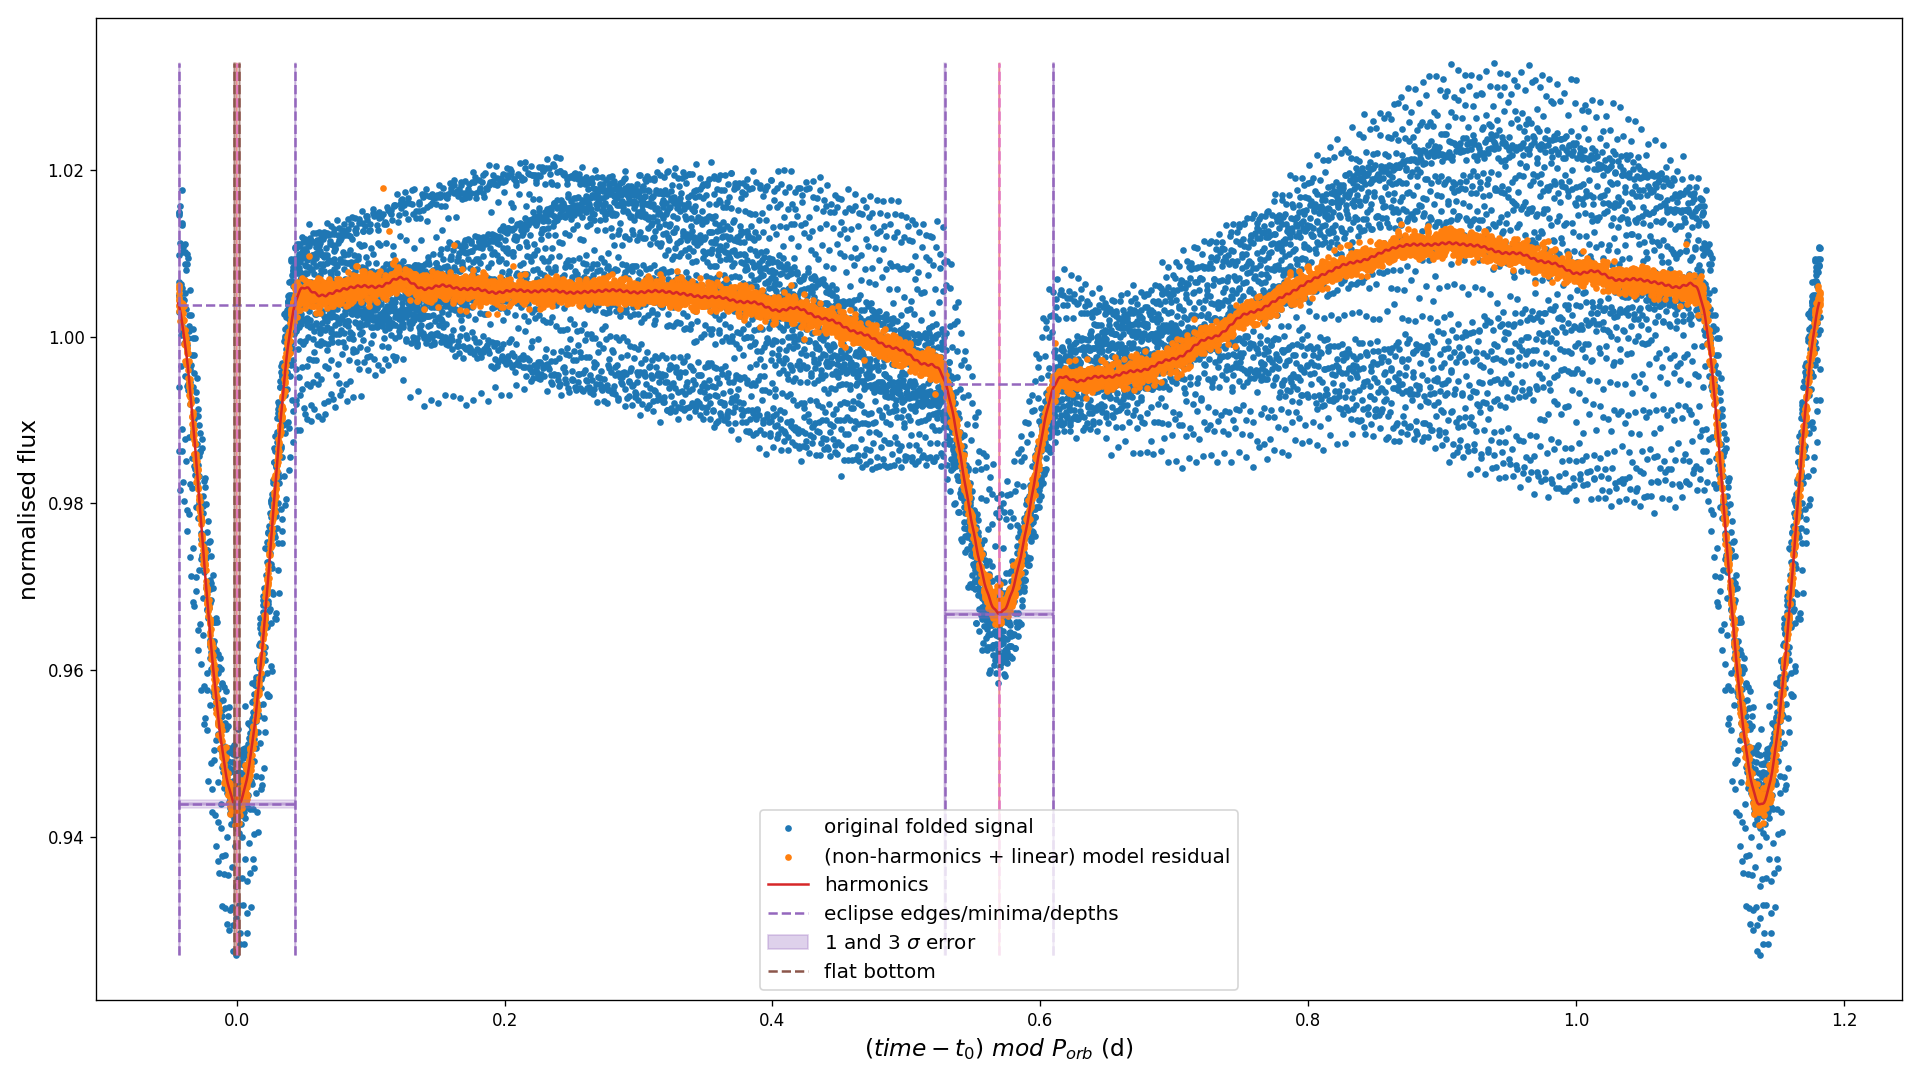 normalised flux
1.02
1.00
0.98
0.96
0.94
original folded signal
(non-harmonics + linear) model residual
harmonics
eclipse edges/minima/depths
1 and 3 σ error
flat bottom
0.0 0.2 0.4 0.6 0.8 1.0 1.2
(time − t₀) mod Pₒᵣb (d)